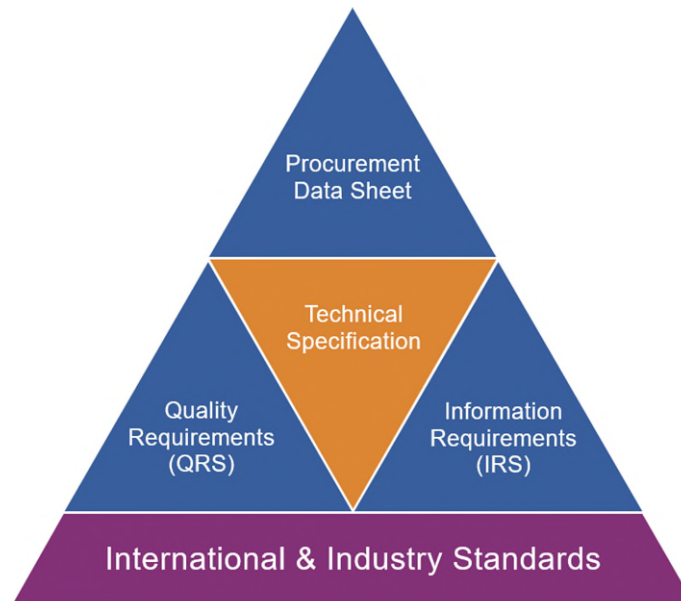 Procurement
Data Sheet
Technical
Specification
Quality
Requirements
(QRS)
Information
Requirements
(IRS)
International & Industry Standards